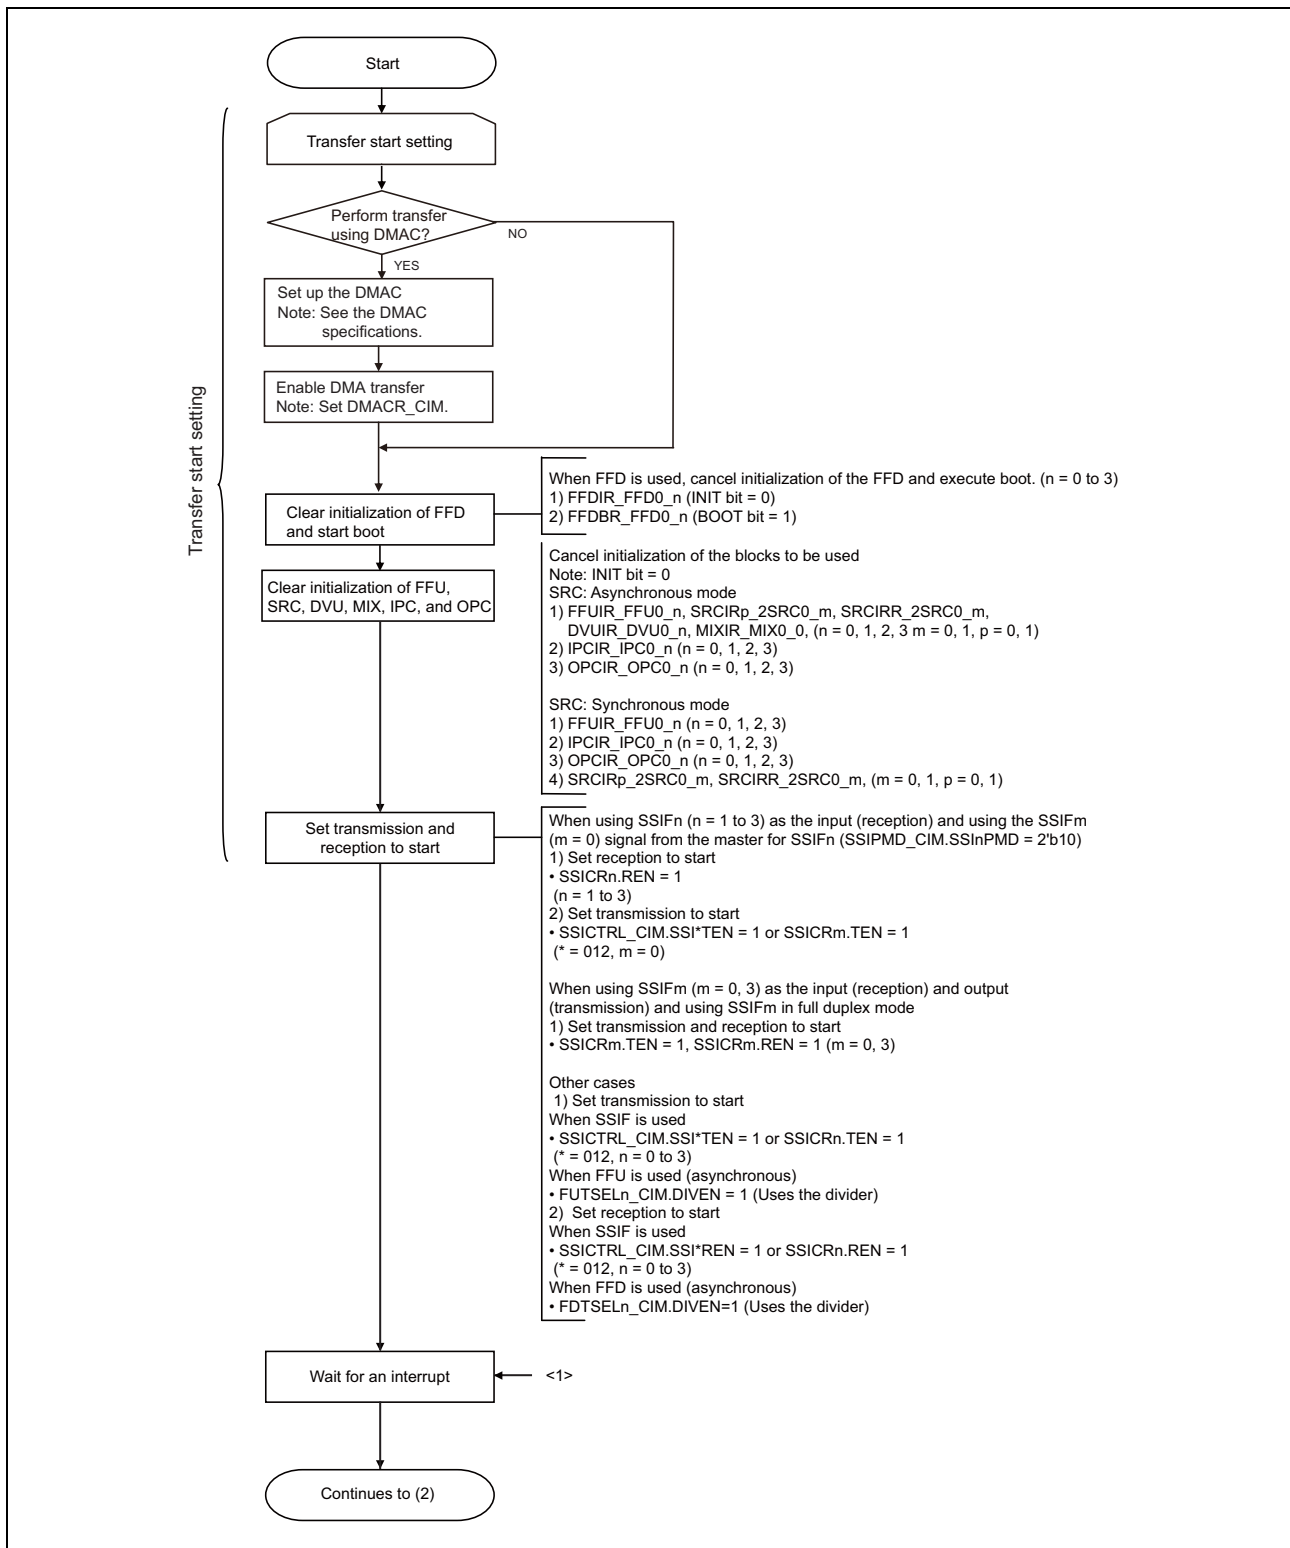 Start
Transfer start setting
Transfer start setting
Perform transfer
using DMAC?
NO
YES
Set up the DMAC
Note: See the DMAC
specifications.
Enable DMA transfer
Note: Set DMACR_CIM.
Clear initialization of FFD
and start boot
When FFD is used, cancel initialization of the FFD and execute boot. (n = 0 to 3)
1) FFDIR_FFD0_n (INIT bit = 0)
2) FFDBR_FFD0_n (BOOT bit = 1)
Clear initialization of FFU,
SRC, DVU, MIX, IPC, and OPC
Cancel initialization of the blocks to be used
Note: INIT bit = 0
SRC: Asynchronous mode
1) FFUIR_FFU0_n, SRCIRp_2SRC0_m, SRCIRR_2SRC0_m,
DVUIR_DVU0_n, MIXIR_MIX0_0, (n = 0, 1, 2, 3 m = 0, 1, p = 0, 1)
2) IPCIR_IPC0_n (n = 0, 1, 2, 3)
3) OPCIR_OPC0_n (n = 0, 1, 2, 3)
SRC: Synchronous mode
1) FFUIR_FFU0_n (n = 0, 1, 2, 3)
2) IPCIR_IPC0_n (n = 0, 1, 2, 3)
3) OPCIR_OPC0_n (n = 0, 1, 2, 3)
4) SRCIRp_2SRC0_m, SRCIRR_2SRC0_m, (m = 0, 1, p = 0, 1)
Set transmission and
reception to start
When using SSIFn (n = 1 to 3) as the input (reception) and using the SSIFm
(m = 0) signal from the master for SSIFn (SSIPMD_CIM.SSInPMD = 2'b10)
1) Set reception to start
• SSICRn.REN = 1
(n = 1 to 3)
2) Set transmission to start
• SSICTRL_CIM.SSI*TEN = 1 or SSICRm.TEN = 1
(* = 012, m = 0)
When using SSIFm (m = 0, 3) as the input (reception) and output
(transmission) and using SSIFm in full duplex mode
1) Set transmission and reception to start
• SSICRm.TEN = 1, SSICRm.REN = 1 (m = 0, 3)
Other cases
1) Set transmission to start
When SSIF is used
• SSICTRL_CIM.SSI*TEN = 1 or SSICRn.TEN = 1
(* = 012, n = 0 to 3)
When FFU is used (asynchronous)
• FUTSELn_CIM.DIVEN = 1 (Uses the divider)
2) Set reception to start
When SSIF is used
• SSICTRL_CIM.SSI*REN = 1 or SSICRn.REN = 1
(* = 012, n = 0 to 3)
When FFD is used (asynchronous)
• FDTSELn_CIM.DIVEN=1 (Uses the divider)
Wait for an interrupt
<1>
Continues to (2)